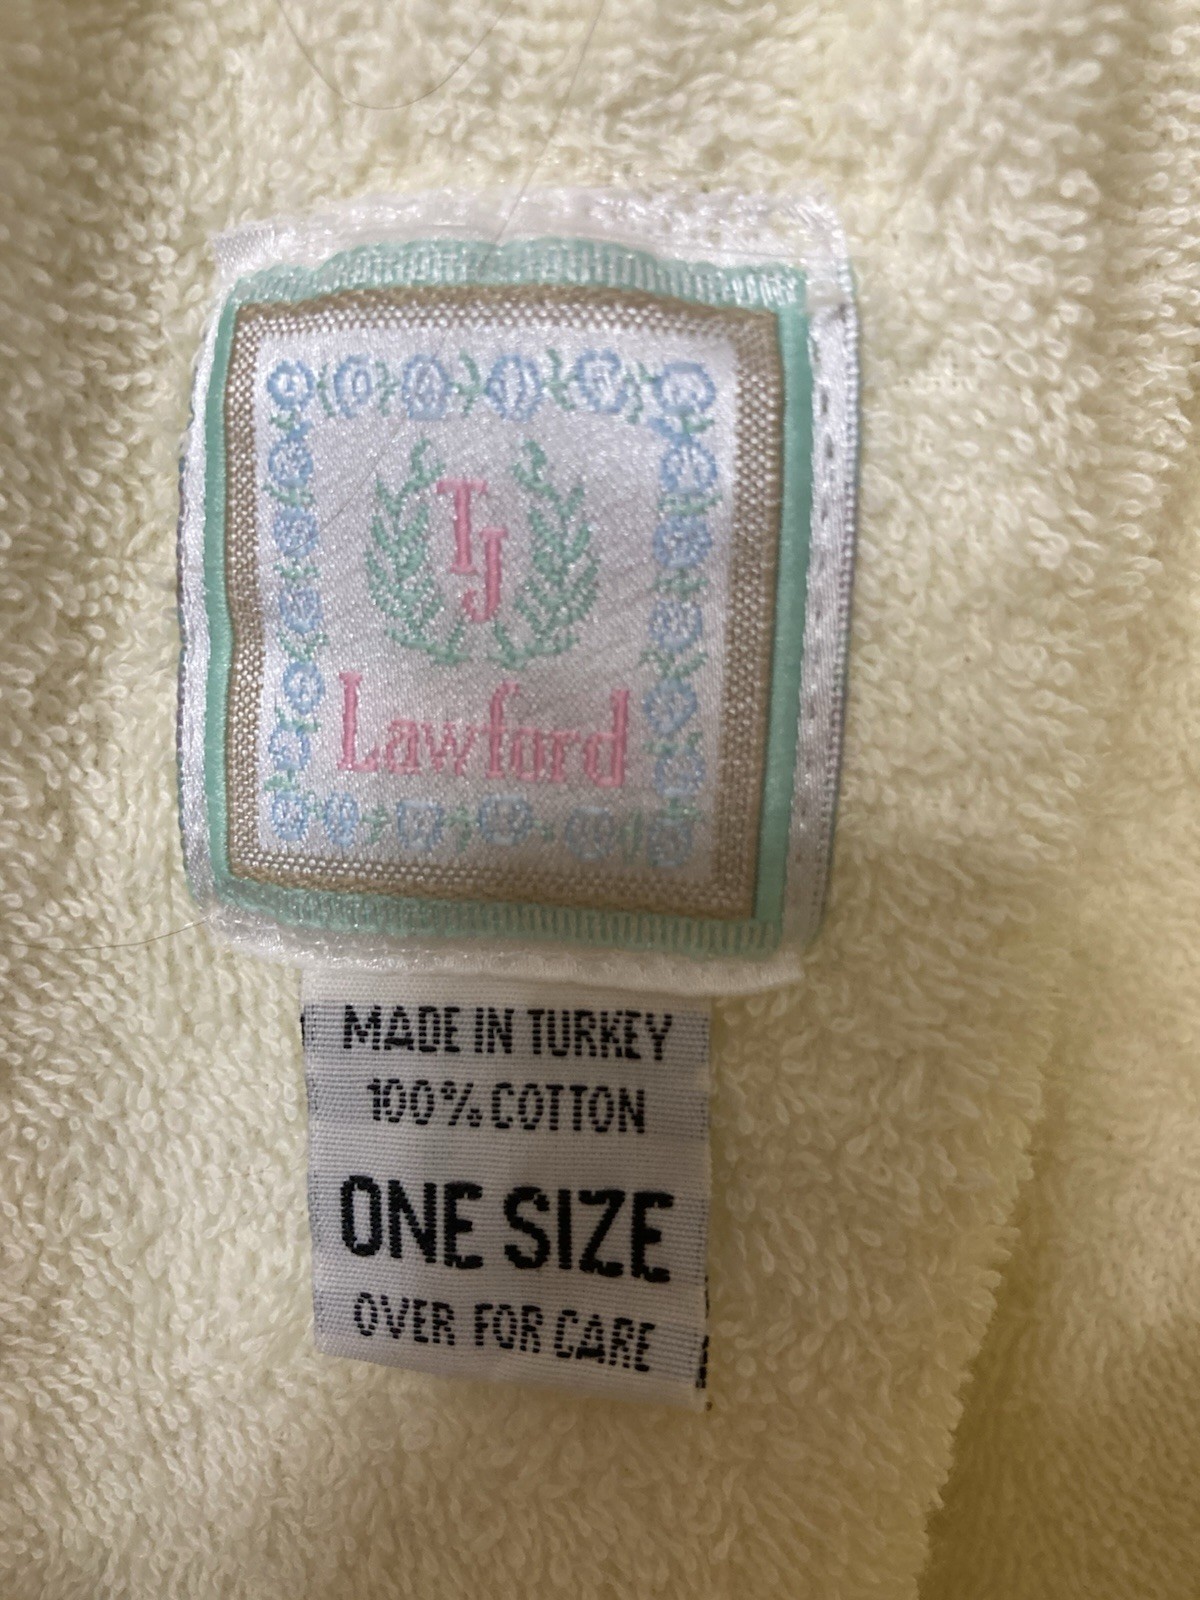 TJ
Lawford
MADE IN TURKEY
100% COTTON
ONE SIZE
OVER FOR CARE